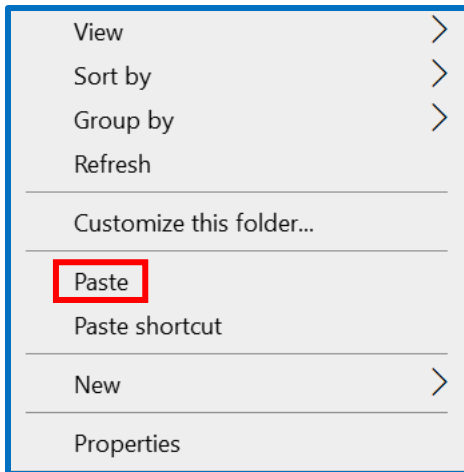 View
Sort by
Group by
Refresh
Customize this folder...
Paste
Paste shortcut
New
Properties